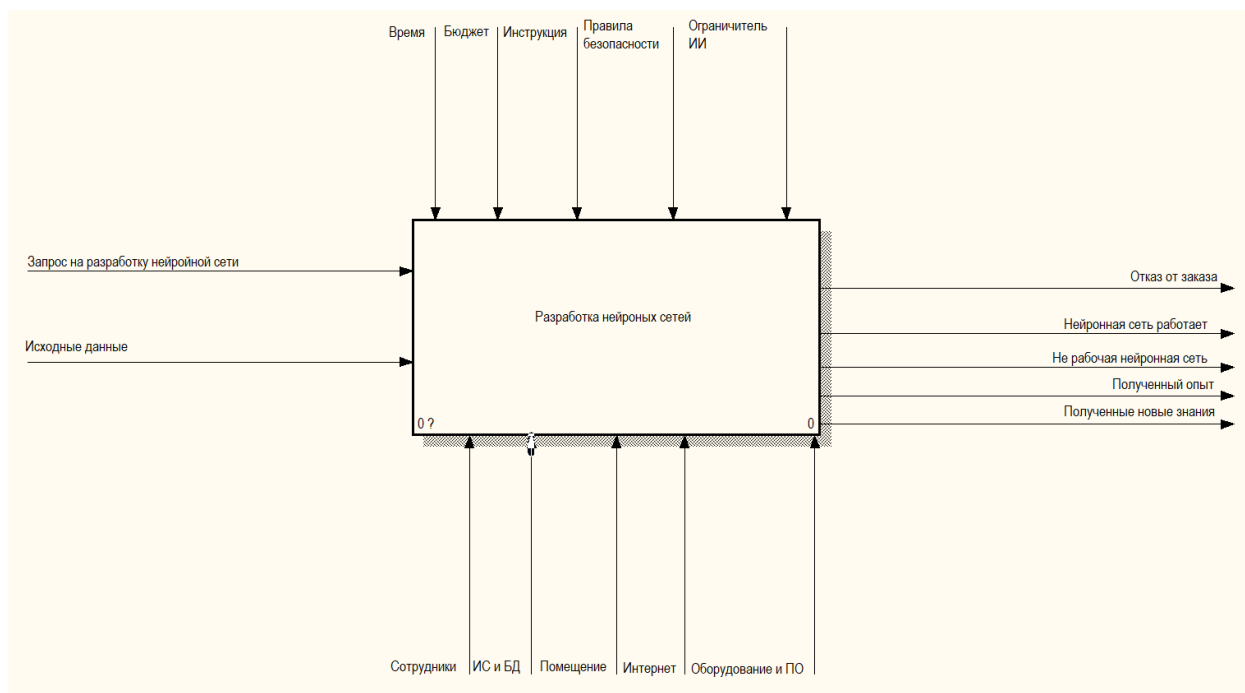 Время
Бюджет
Инструкция
Правила
безопасности
Ограничитель
ИИ
Запрос на разработку нейройной сети
Исходные данные
Разработка нейроных сетей
0 ?
0
Отказ от заказа
Нейронная сеть работает
Не рабочая нейронная сеть
Полученный опыт
Полученные новые знания
Сотрудники
ИС и БД
Помещение
Интернет
Оборудование и ПО